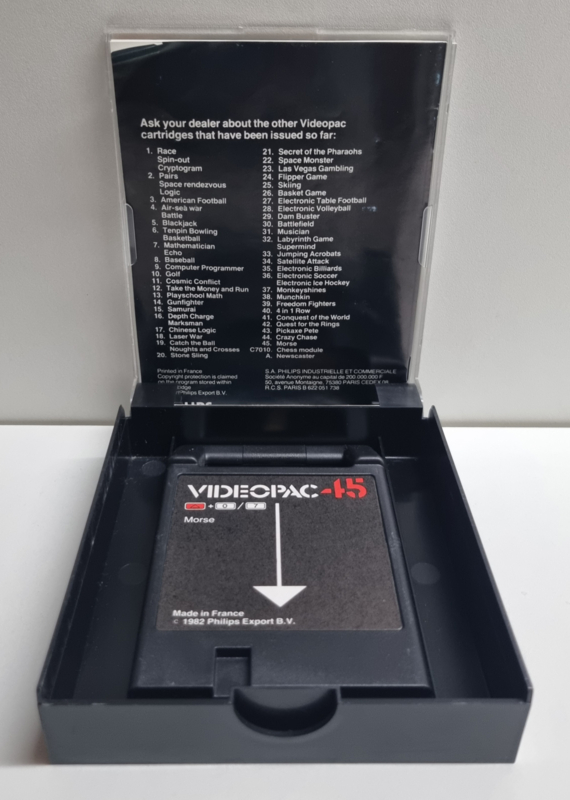 Ask your dealer about the other Videopac
cartridges that have been issued so far:
1. Race
Spin-out
Cryptogram
2. Pairs
Space rendezvous
Logic
3. American Football
4. Air-sea war
Battle
5. Blackjack
6. Tenpin Bowling
Basketball
7. Mathematician
Echo
8. Baseball
9. Computer Programmer
10. Golf
11. Cosmic Conflict
12. Take the Money and Run
13. Playschool Math
14. Gunfighter
15. Samurai
16. Depth Charge
Marksman
17. Chinese Logic
18. Laser War
19. Catch the Ball
Noughts and Crosses
30. Stone Sling
21. Secret of the Pharaohs
22. Space Monster
23. Las Vegas Gambling
24. Flipper Game
25. Skiing
26. Basket Game
27. Electronic Table Football
28. Electronic Volleyball
29. Dam Buster
30. Battlefield
31. Musician
32. Labyrinth Game
Supermind
33. Jumping Acrobats
34. Satellite Attack
35. Electronic Billiards
36. Electronic Soccer
Electronic Ice Hockey
37. Monkeyshines
38. Munchkin
39. Freedom Fighters
40. 4 in 1 Row
41. Conquest of the World
42. Quest for the Rings
43. Pickaxe Pete
44. Crazy Chase
45. Morse
C7010 Chess module
A. Newscaster
Printed in France
Copyright protection is claimed
on the program stored within
Philips Export B.V.
S.A. PHILIPS INDUSTRIELLE ET COMMERCIALE
Société Anonyme au capital de 200 000 000 F
50, avenue Montaigne, 75380 PARIS CEDEX 08
R.C.S. PARIS B 622 051 738
VIDEOPAC 45
+ 0 / 7
Morse
Made in France
© 1982 Philips Export B.V.